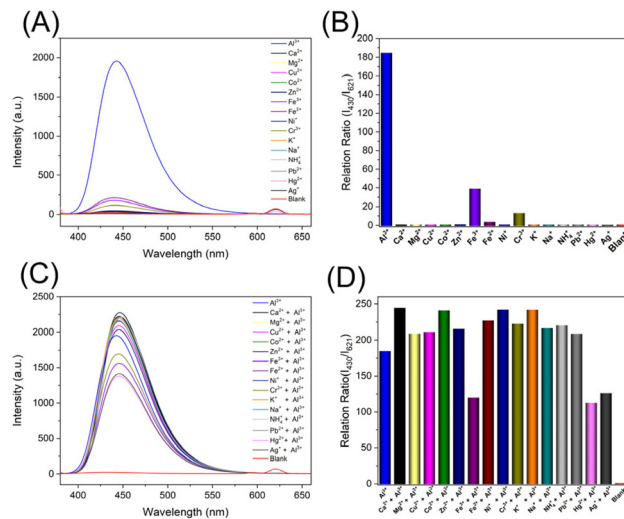 (A)
2000
1500
1000
500
0
Intensity (a.u.)
400 450 500 550 600 650
Wavelength (nm)
Al³⁺
Ca²⁺
Mg²⁺
Cu²⁺
Co²⁺
Zn²⁺
Fe³⁺
Fe²⁺
Ni⁺
Cr³⁺
K⁺
Na⁺
NH₄⁺
Pb²⁺
Hg²⁺
Ag⁺
Blank
(B)
200
180
160
140
120
100
80
60
40
20
0
Relation Ratio (I₄₃₀/I₆₂₁)
Al³⁺ Ca²⁺ Mg²⁺ Cu²⁺ Co²⁺ Zn²⁺ Fe³⁺ Fe²⁺ Ni⁺ Cr³⁺ K⁺ Na⁺ NH₄⁺ Pb²⁺ Hg²⁺ Ag⁺ Blank
(C)
2500
2000
1500
1000
500
0
Intensity (a.u.)
400 450 500 550 600 650
Wavelength (nm)
Al³⁺
Ca²⁺ + Al³⁺
Mg²⁺ + Al³⁺
Cu²⁺ + Al³⁺
Co²⁺ + Al³⁺
Zn²⁺ + Al³⁺
Fe³⁺ + Al³⁺
Fe²⁺ + Al³⁺
Ni⁺ + Al³⁺
Cr³⁺ + Al³⁺
K⁺ + Al³⁺
Na⁺ + Al³⁺
NH₄⁺ + Al³⁺
Pb²⁺ + Al³⁺
Hg²⁺ + Al³⁺
Ag⁺ + Al³⁺
Blank
(D)
300
250
200
150
100
50
0
Relation Ratio(I₄₃₀/I₆₂₁)
Al³⁺
Ca²⁺ + Al³⁺
Mg²⁺ + Al³⁺
Cu²⁺ + Al³⁺
Co²⁺ + Al³⁺
Zn²⁺ + Al³⁺
Fe³⁺ + Al³⁺
Fe²⁺ + Al³⁺
Ni⁺ + Al³⁺
Cr³⁺ + Al³⁺
K⁺ + Al³⁺
Na⁺ + Al³⁺
NH₄⁺ + Al³⁺
Pb²⁺ + Al³⁺
Hg²⁺ + Al³⁺
Ag⁺ + Al³⁺
Blank